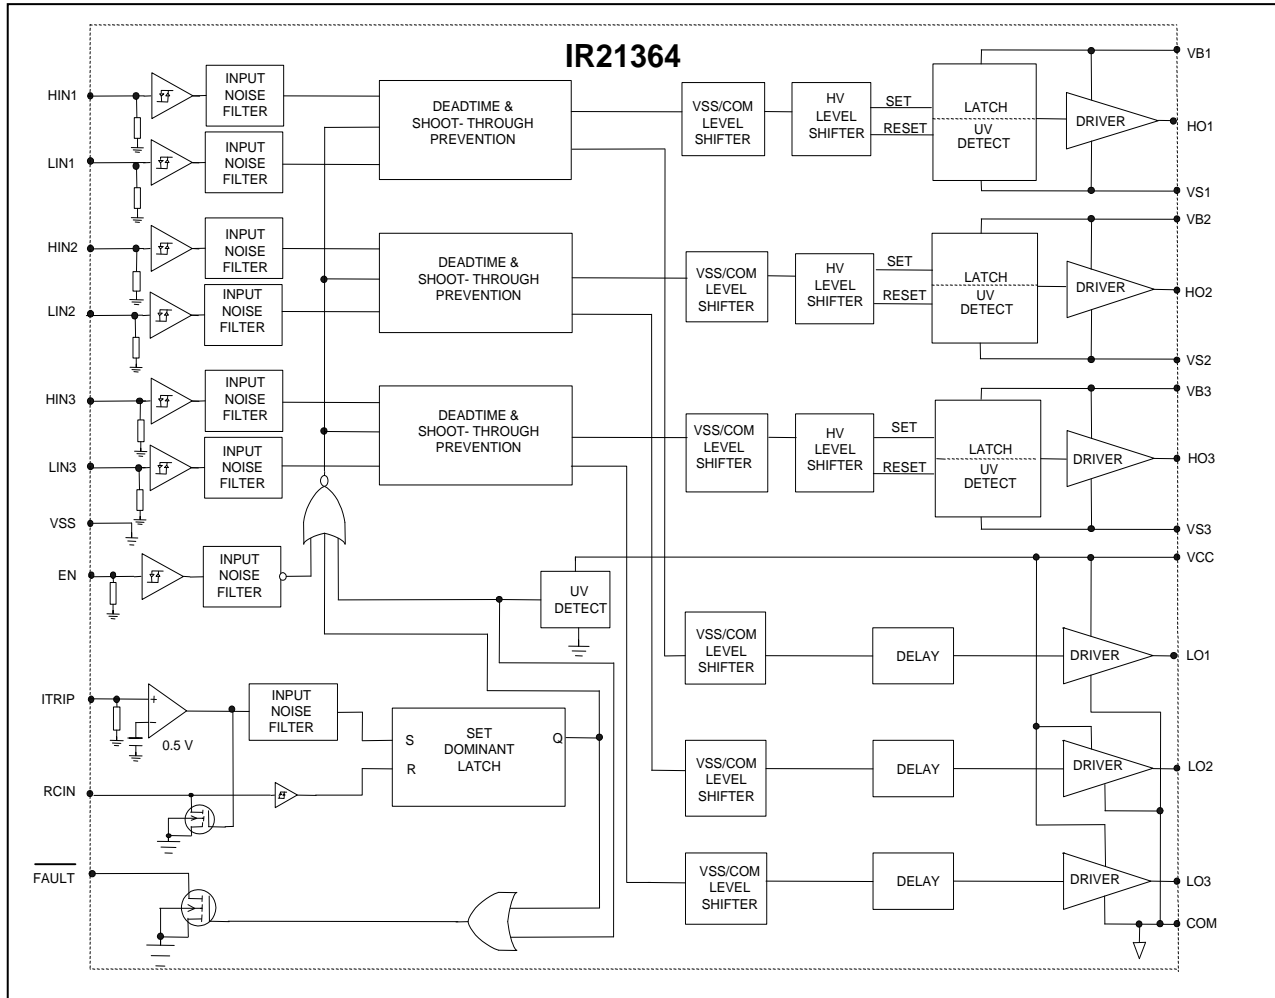 IR21364
HIN1
INPUT
NOISE
FILTER
DEADTIME &
SHOOT- THROUGH
PREVENTION
VSS/COM
LEVEL
SHIFTER
HV
LEVEL
SHIFTER
SET
RESET
LATCH
UV
DETECT
DRIVER
VB1
HO1
VS1
LIN1
INPUT
NOISE
FILTER
HIN2
INPUT
NOISE
FILTER
DEADTIME &
SHOOT- THROUGH
PREVENTION
VSS/COM
LEVEL
SHIFTER
HV
LEVEL
SHIFTER
SET
RESET
LATCH
UV
DETECT
DRIVER
VB2
HO2
VS2
LIN2
INPUT
NOISE
FILTER
HIN3
INPUT
NOISE
FILTER
DEADTIME &
SHOOT- THROUGH
PREVENTION
VSS/COM
LEVEL
SHIFTER
HV
LEVEL
SHIFTER
SET
RESET
LATCH
UV
DETECT
DRIVER
VB3
HO3
VS3
LIN3
INPUT
NOISE
FILTER
VSS
EN
INPUT
NOISE
FILTER
UV
DETECT
VCC
VSS/COM
LEVEL
SHIFTER
DELAY
DRIVER
LO1
ITRIP
+
−
0.5 V
INPUT
NOISE
FILTER
S
R
SET
DOMINANT
LATCH
Q
VSS/COM
LEVEL
SHIFTER
DELAY
DRIVER
LO2
RCIN
FAULT
VSS/COM
LEVEL
SHIFTER
DELAY
DRIVER
LO3
COM